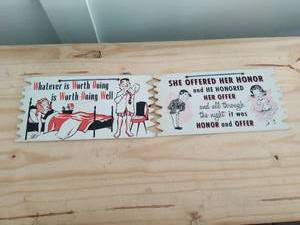 Whatever is Worth Doing
is Worth Doing Well
SHE OFFERED HER HONOR
and HE HONORED
HER OFFER
and all through
the night it was
HONOR and OFFER